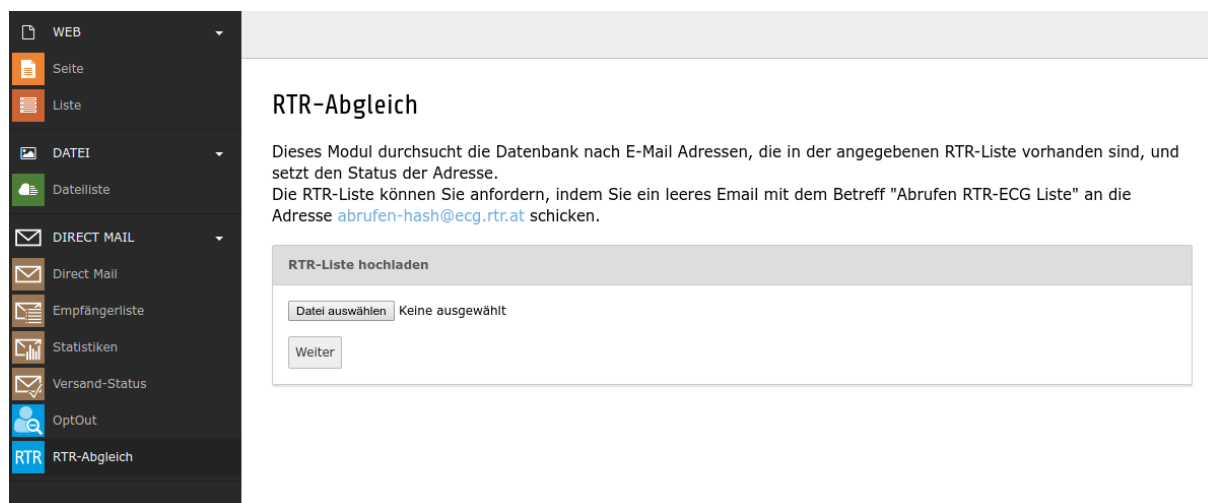 WEB
Seite
Liste
DATEI
Dateiliste
DIRECT MAIL
Direct Mail
Empfängerliste
Statistiken
Versand-Status
OptOut
RTR RTR-Abgleich
RTR-Abgleich
Dieses Modul durchsucht die Datenbank nach E-Mail Adressen, die in der angegebenen RTR-Liste vorhanden sind, und
setzt den Status der Adresse.
Die RTR-Liste können Sie anfordern, indem Sie ein leeres Email mit dem Betreff "Abrufen RTR-ECG Liste" an die
Adresse abrufen-hash@ecg.rtr.at schicken.
RTR-Liste hochladen
Datei auswählen Keine ausgewählt
Weiter